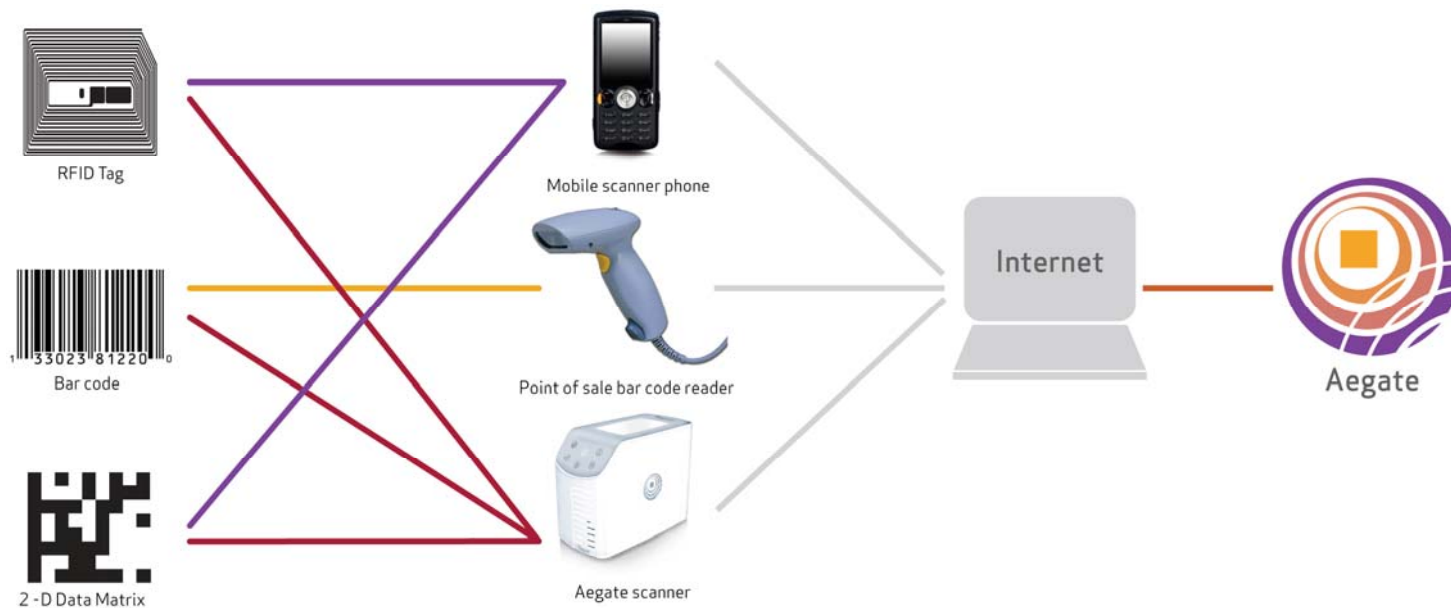 RFID Tag
Mobile scanner phone
Internet
1 33023 81220 0
Bar code
Point of sale bar code reader
Aegate
2 -D Data Matrix
Aegate scanner